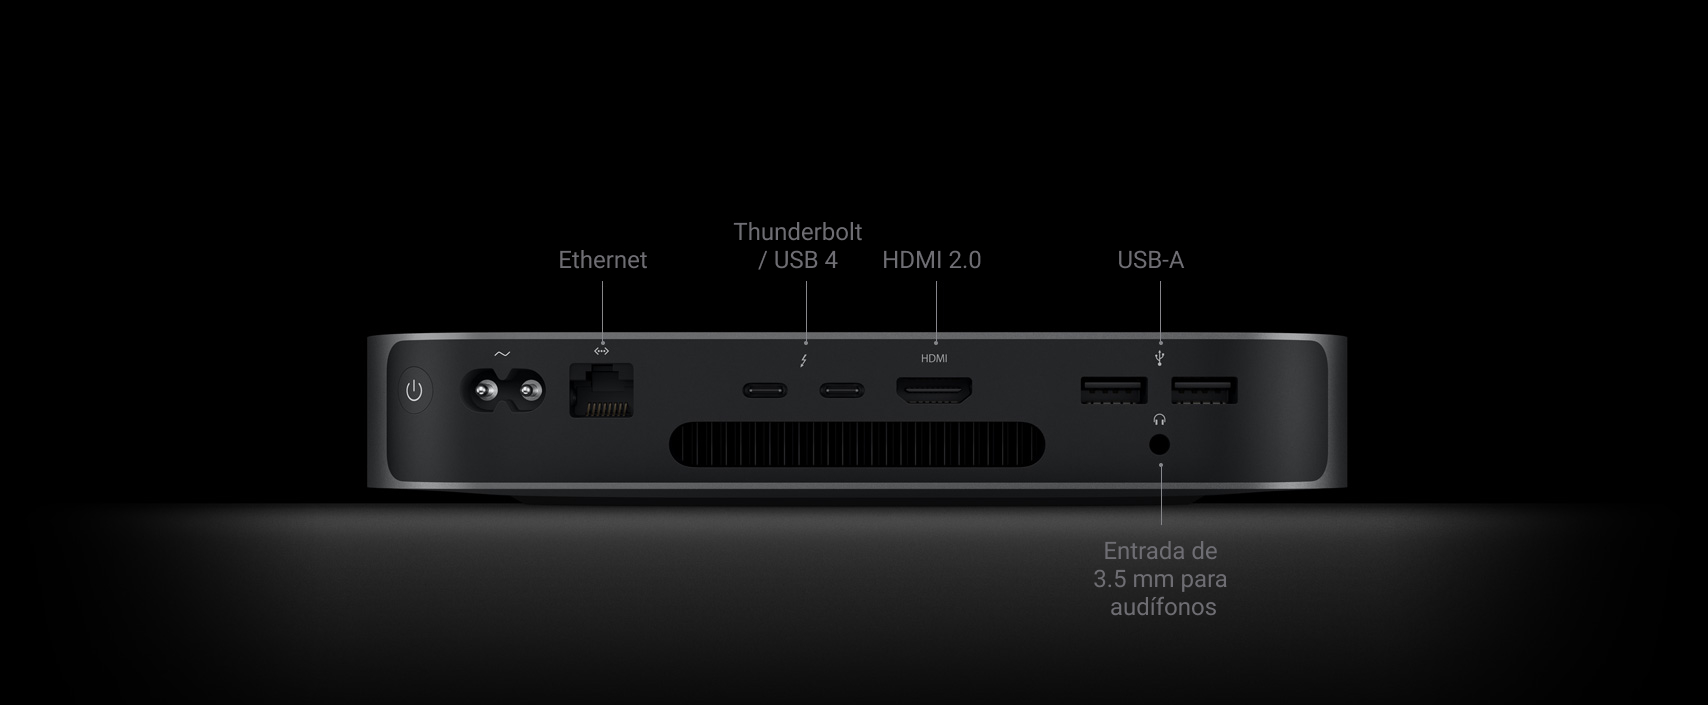 Ethernet
Thunderbolt
/ USB 4
HDMI 2.0
USB-A
HDMI
Entrada de
3.5 mm para
audífonos